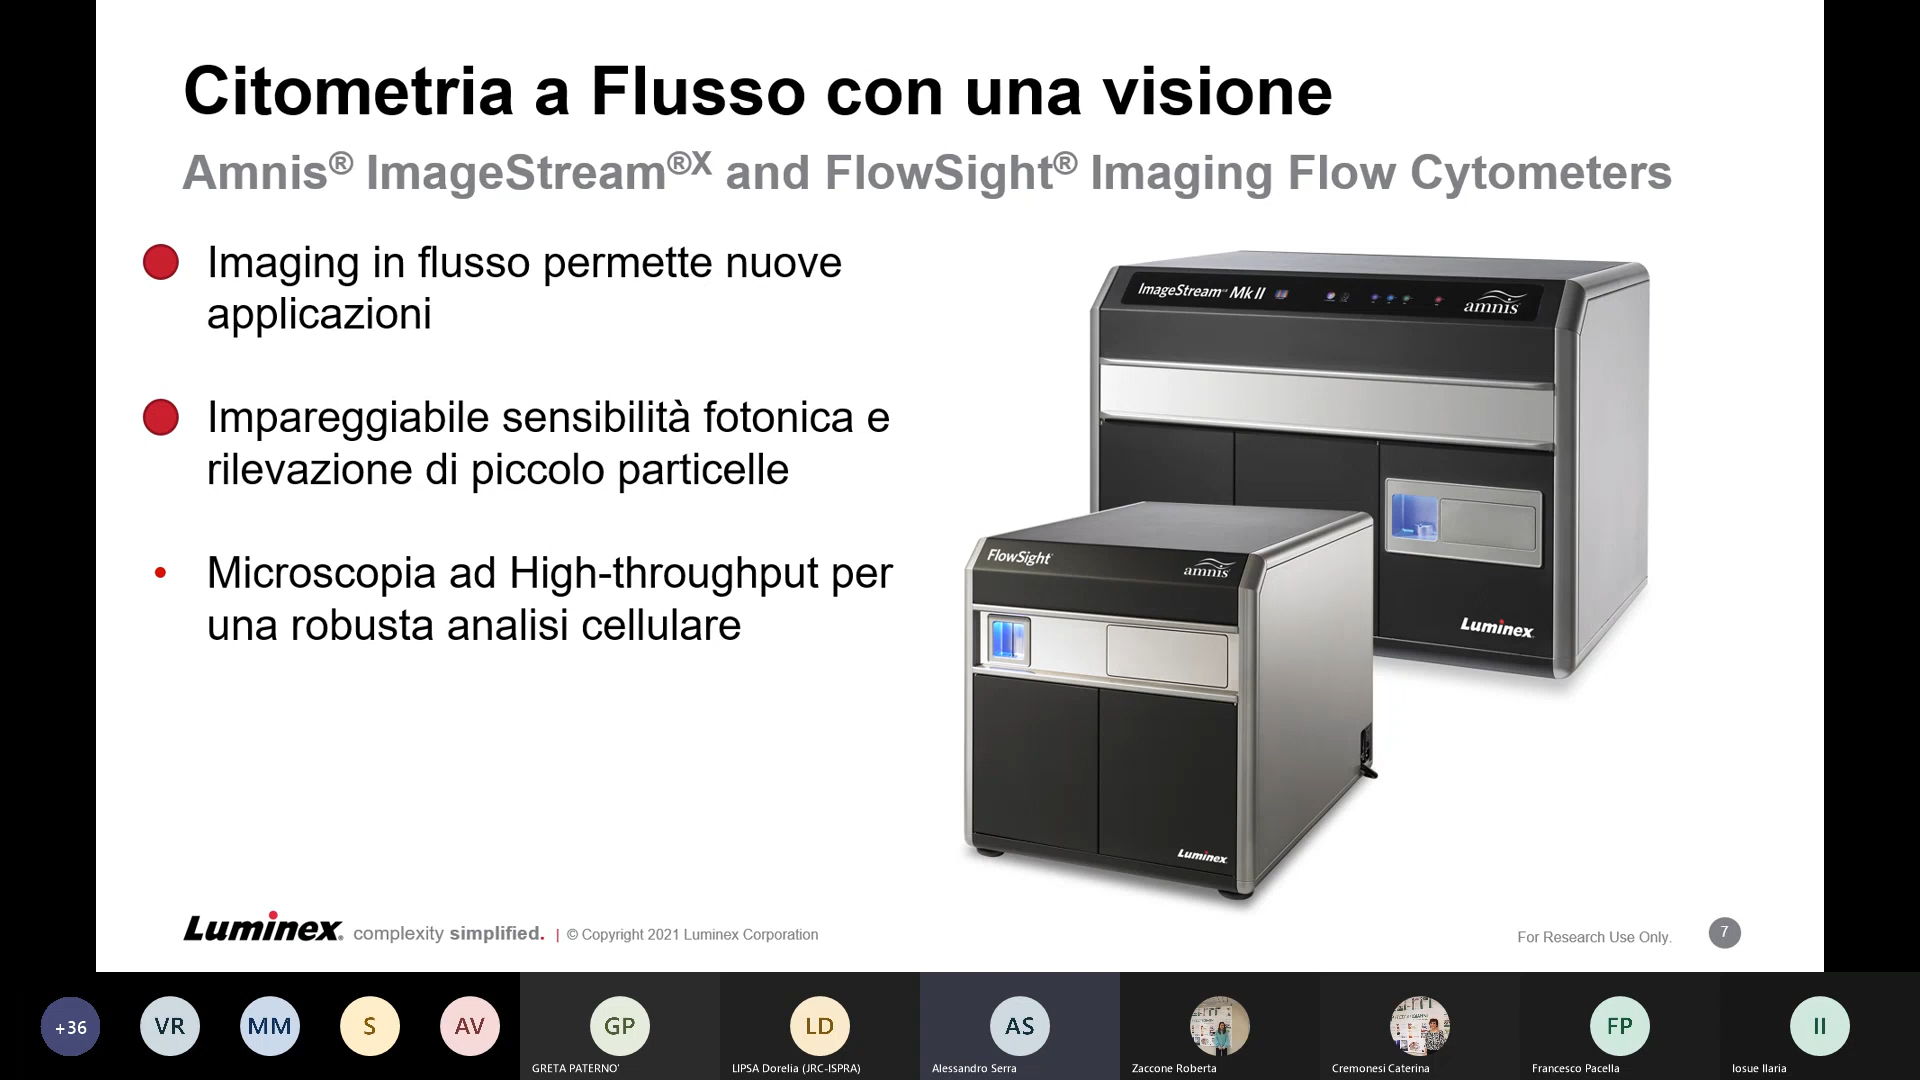 Citometria a Flusso con una visione
Amnis® ImageStream®X and FlowSight® Imaging Flow Cytometers
Imaging in flusso permette nuove
applicazioni
Impareggiabile sensibilità fotonica e
rilevazione di piccolo particelle
Microscopia ad High-throughput per
una robusta analisi cellulare
ImageStream Mk II
amnis
Luminex
FlowSight
amnis
Luminex
Luminex complexity simplified. | © Copyright 2021 Luminex Corporation
For Research Use Only. 7
+36 VR MM S AV GP LD AS FP II
GRETA PATERNO' LIPSA Dorelia (JRC-ISPRA) Alessandro Serra Zaccone Roberta Cremonesi Caterina Francesco Pacella Iosue Ilaria